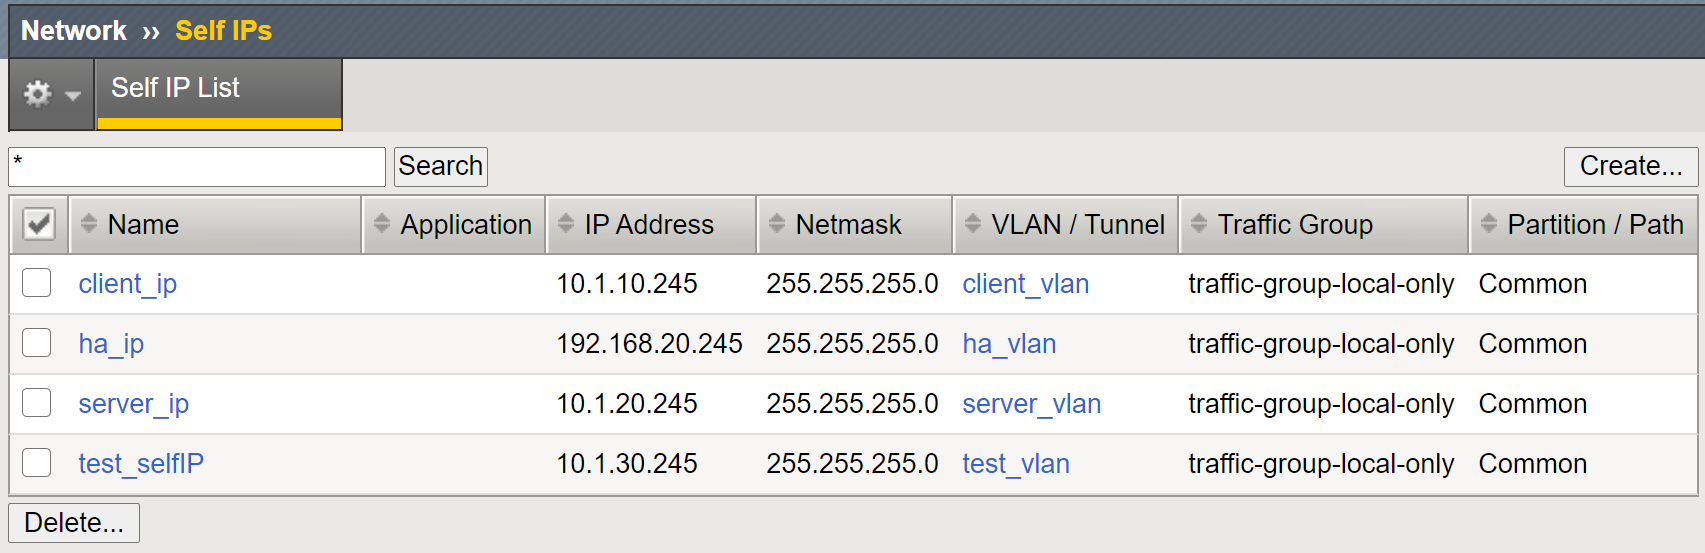 Network ›› Self IPs
Self IP List
* Search Create...
Name Application IP Address Netmask VLAN / Tunnel Traffic Group Partition / Path
client_ip 10.1.10.245 255.255.255.0 client_vlan traffic-group-local-only Common
ha_ip 192.168.20.245 255.255.255.0 ha_vlan traffic-group-local-only Common
server_ip 10.1.20.245 255.255.255.0 server_vlan traffic-group-local-only Common
test_selfIP 10.1.30.245 255.255.255.0 test_vlan traffic-group-local-only Common
Delete...